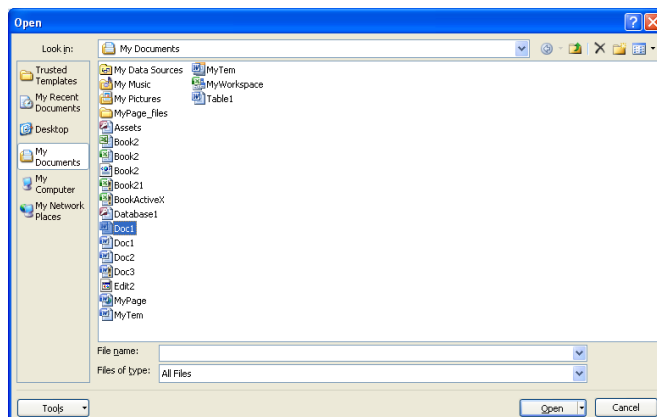 Open
Look in:
My Documents
Trusted
Templates
My Recent
Documents
Desktop
My
Documents
My
Computer
My Network
Places
My Data Sources
My Music
My Pictures
MyPage_files
Assets
Book2
Book2
Book2
Book21
BookActiveX
Database1
Doc1
Doc1
Doc2
Doc3
Edit2
MyPage
MyTem
MyTem
MyWorkspace
Table1
File name:
Files of type:
All Files
Tools
Open
Cancel